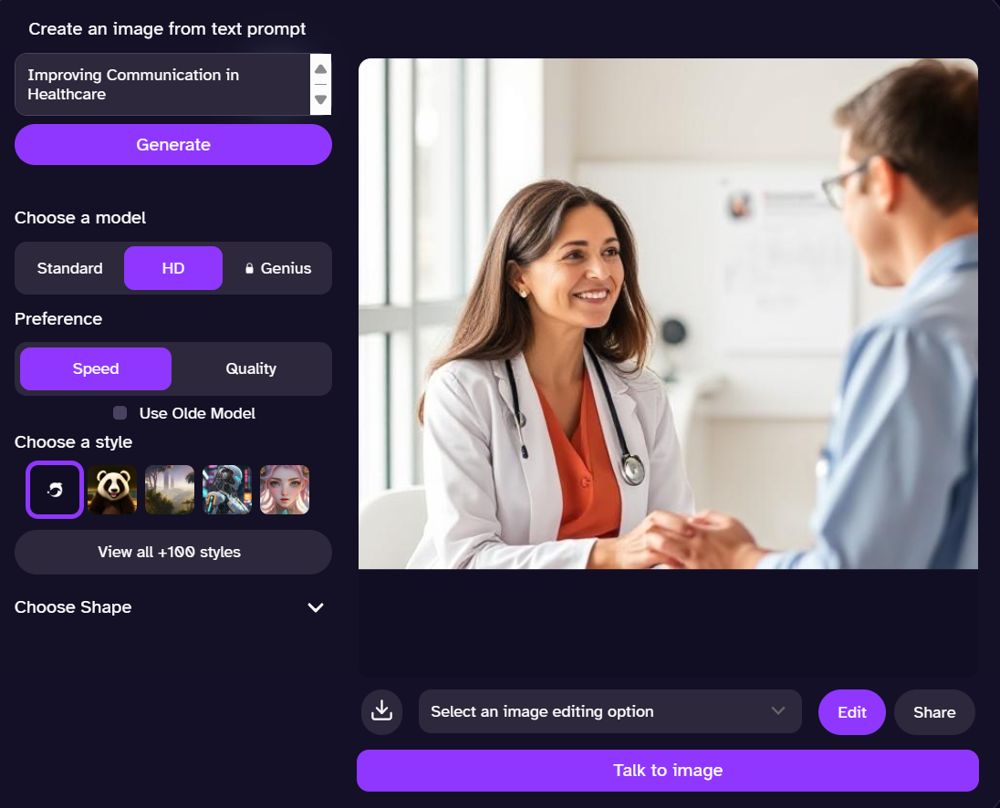 Create an image from text prompt
Improving Communication in
Healthcare
Generate
Choose a model
Standard
HD
Genius
Preference
Speed
Quality
Use Olde Model
Choose a style
View all +100 styles
Choose Shape
Select an image editing option
Edit
Share
Talk to image